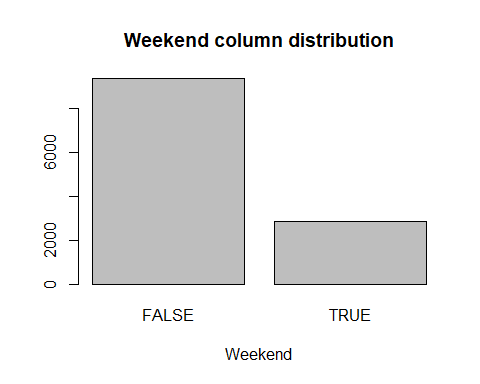 Weekend column distribution
6000
2000
0
FALSE TRUE
Weekend